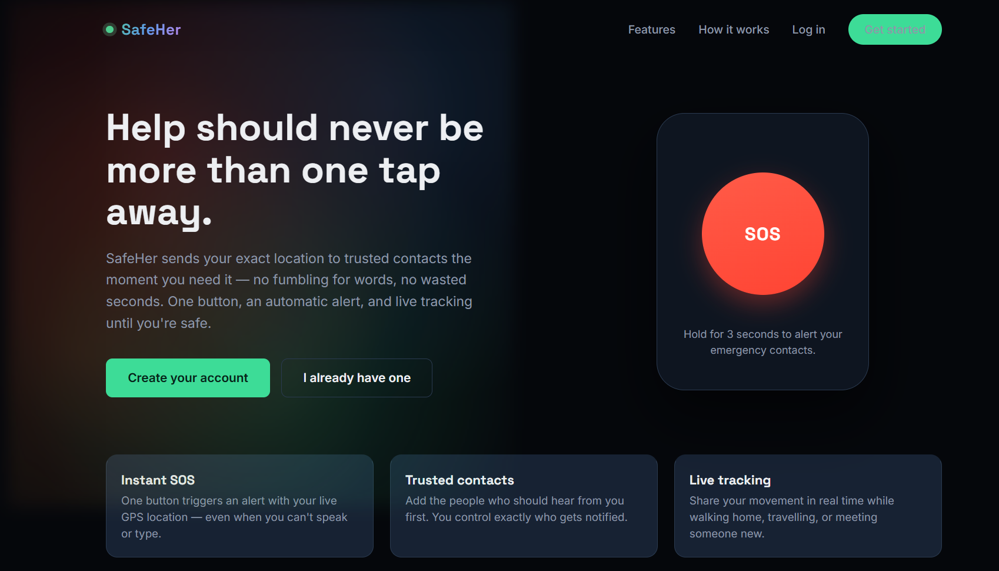 SafeHer
Features
How it works
Log in
Get started
Help should never be
more than one tap
away.
SafeHer sends your exact location to trusted contacts the
moment you need it — no fumbling for words, no wasted
seconds. One button, an automatic alert, and live tracking
until you're safe.
Create your account
I already have one
SOS
Hold for 3 seconds to alert your
emergency contacts.
Instant SOS
One button triggers an alert with your live
GPS location — even when you can't speak
or type.
Trusted contacts
Add the people who should hear from you
first. You control exactly who gets notified.
Live tracking
Share your movement in real time while
walking home, travelling, or meeting
someone new.